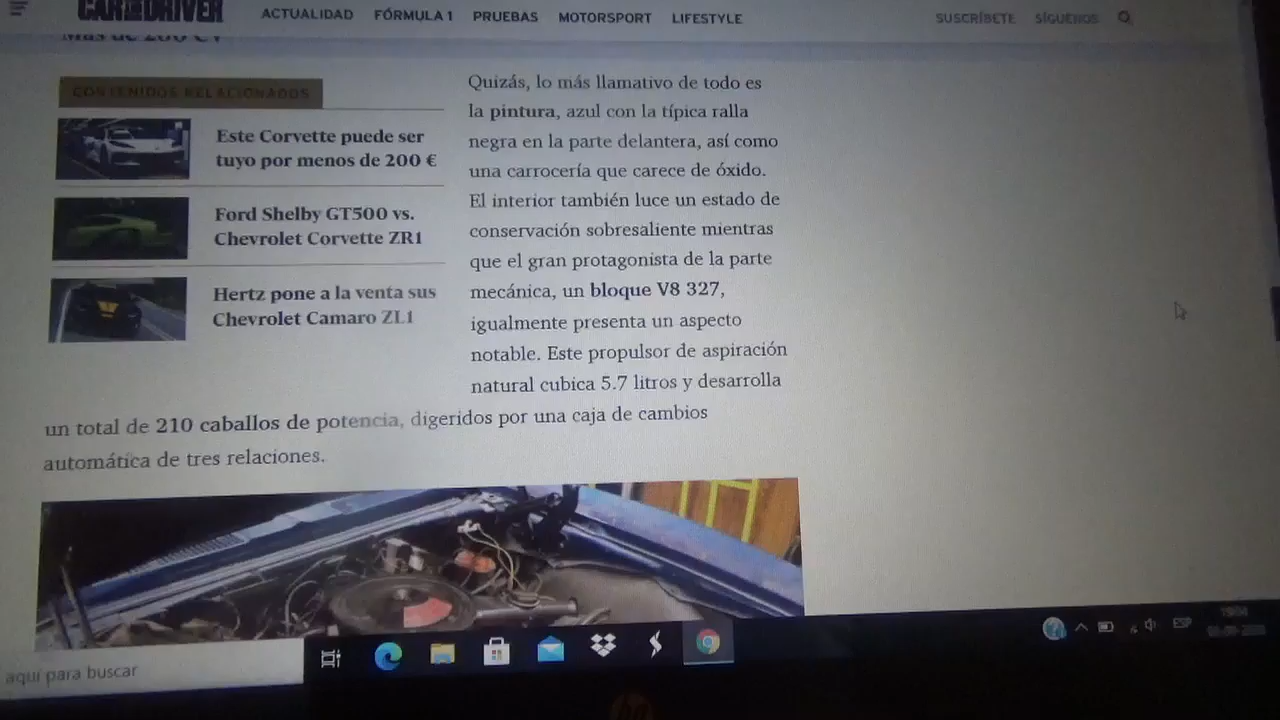 CAR AND DRIVER
ACTUALIDAD FÓRMULA 1 PRUEBAS MOTORSPORT LIFESTYLE
SUSCRÍBETE SÍGUENOS
Más de 200 CV
CONTENIDOS RELACIONADOS
Este Corvette puede ser
tuyo por menos de 200 €
Ford Shelby GT500 vs.
Chevrolet Corvette ZR1
Hertz pone a la venta sus
Chevrolet Camaro ZL1
Quizás, lo más llamativo de todo es
la pintura, azul con la típica ralla
negra en la parte delantera, así como
una carrocería que carece de óxido.
El interior también luce un estado de
conservación sobresaliente mientras
que el gran protagonista de la parte
mecánica, un bloque V8 327,
igualmente presenta un aspecto
notable. Este propulsor de aspiración
natural cubica 5.7 litros y desarrolla
un total de 210 caballos de potencia, digeridos por una caja de cambios
automática de tres relaciones.
aquí para buscar
ESP